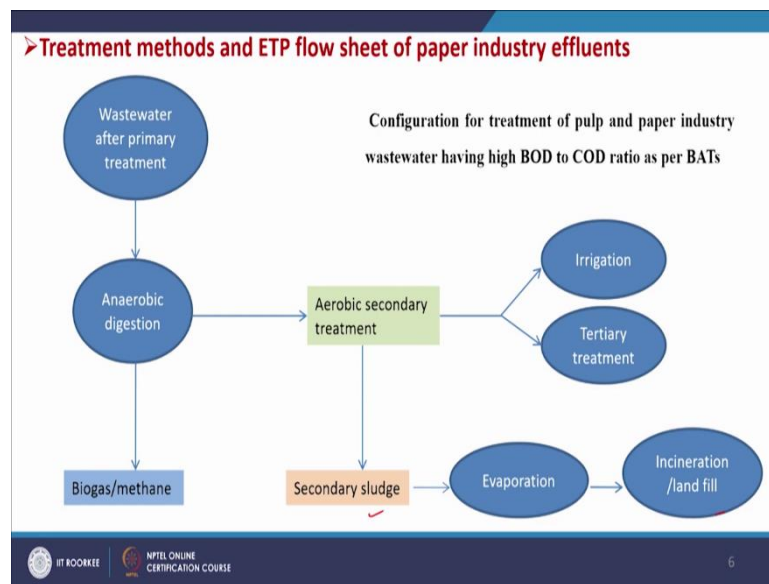 ➤Treatment methods and ETP flow sheet of paper industry effluents
Wastewater
after primary
treatment
Configuration for treatment of pulp and paper industry
wastewater having high BOD to COD ratio as per BATs
Anaerobic
digestion
Aerobic secondary
treatment
Irrigation
Tertiary
treatment
Biogas/methane
Secondary sludge
Evaporation
Incineration
/land fill
IIT ROORKEE
NPTEL ONLINE
CERTIFICATION COURSE
6